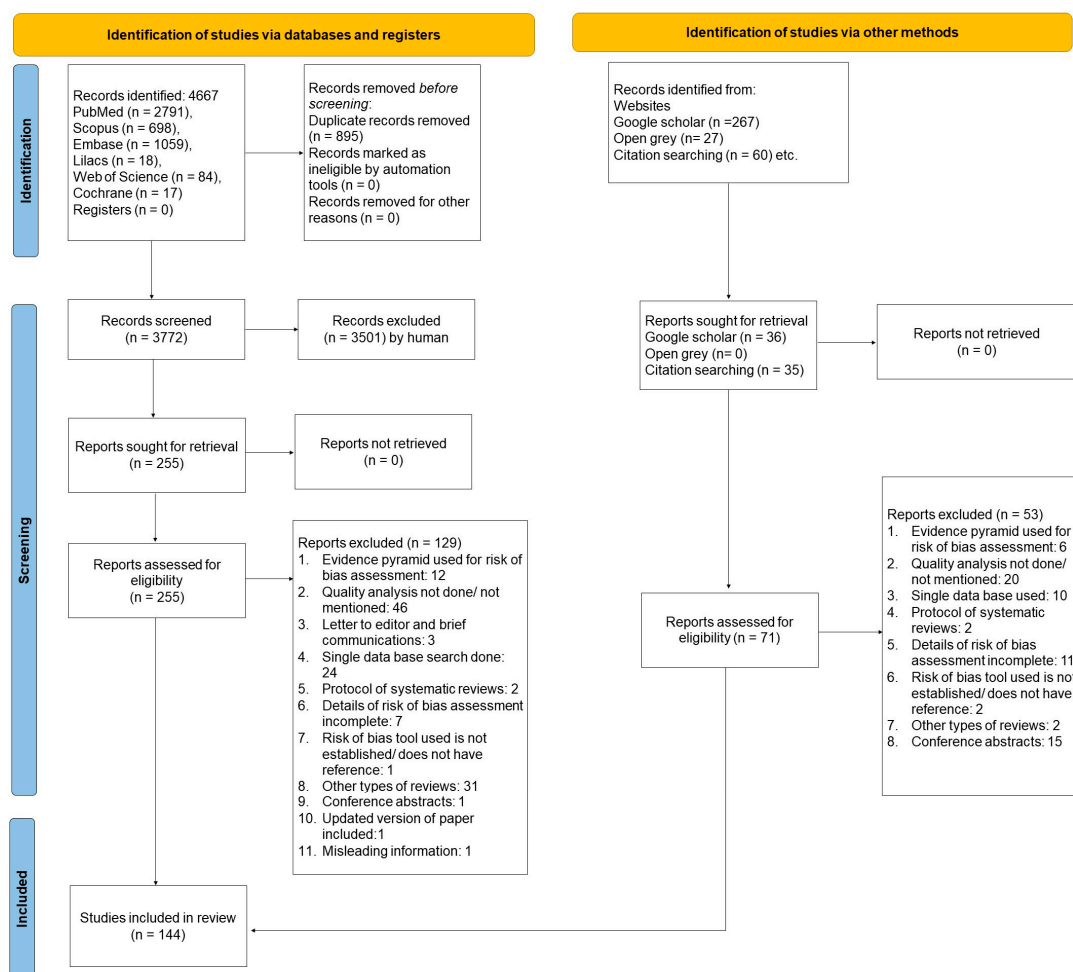 Identification of studies via databases and registers
Identification of studies via other methods
Identification
Records identified: 4667
PubMed (n = 2791),
Scopus (n = 698),
Embase (n = 1059),
Lilacs (n = 18),
Web of Science (n = 84),
Cochrane (n = 17)
Registers (n = 0)
Records removed before
screening:
Duplicate records removed
(n = 895)
Records marked as
ineligible by automation
tools (n = 0)
Records removed for other
reasons (n = 0)
Records identified from:
Websites
Google scholar (n =267)
Open grey (n= 27)
Citation searching (n = 60) etc.
Screening
Records screened
(n = 3772)
Records excluded
(n = 3501) by human
Reports sought for retrieval
Google scholar (n = 36)
Open grey (n= 0)
Citation searching (n = 35)
Reports not retrieved
(n = 0)
Reports sought for retrieval
(n = 255)
Reports not retrieved
(n = 0)
Reports assessed for
eligibility
(n = 255)
Reports excluded (n = 129)
1. Evidence pyramid used for risk of
bias assessment: 12
2. Quality analysis not done/ not
mentioned: 46
3. Letter to editor and brief
communications: 3
4. Single data base search done:
24
5. Protocol of systematic reviews: 2
6. Details of risk of bias assessment
incomplete: 7
7. Risk of bias tool used is not
established/ does not have
reference: 1
8. Other types of reviews: 31
9. Conference abstracts: 1
10. Updated version of paper
included:1
11. Misleading information: 1
Reports assessed for
eligibility (n = 71)
Reports excluded (n = 53)
1. Evidence pyramid used for
risk of bias assessment: 6
2. Quality analysis not done/
not mentioned: 20
3. Single data base used: 10
4. Protocol of systematic
reviews: 2
5. Details of risk of bias
assessment incomplete: 11
6. Risk of bias tool used is not
established/ does not have
reference: 2
7. Other types of reviews: 2
8. Conference abstracts: 15
Included
Studies included in review
(n = 144)